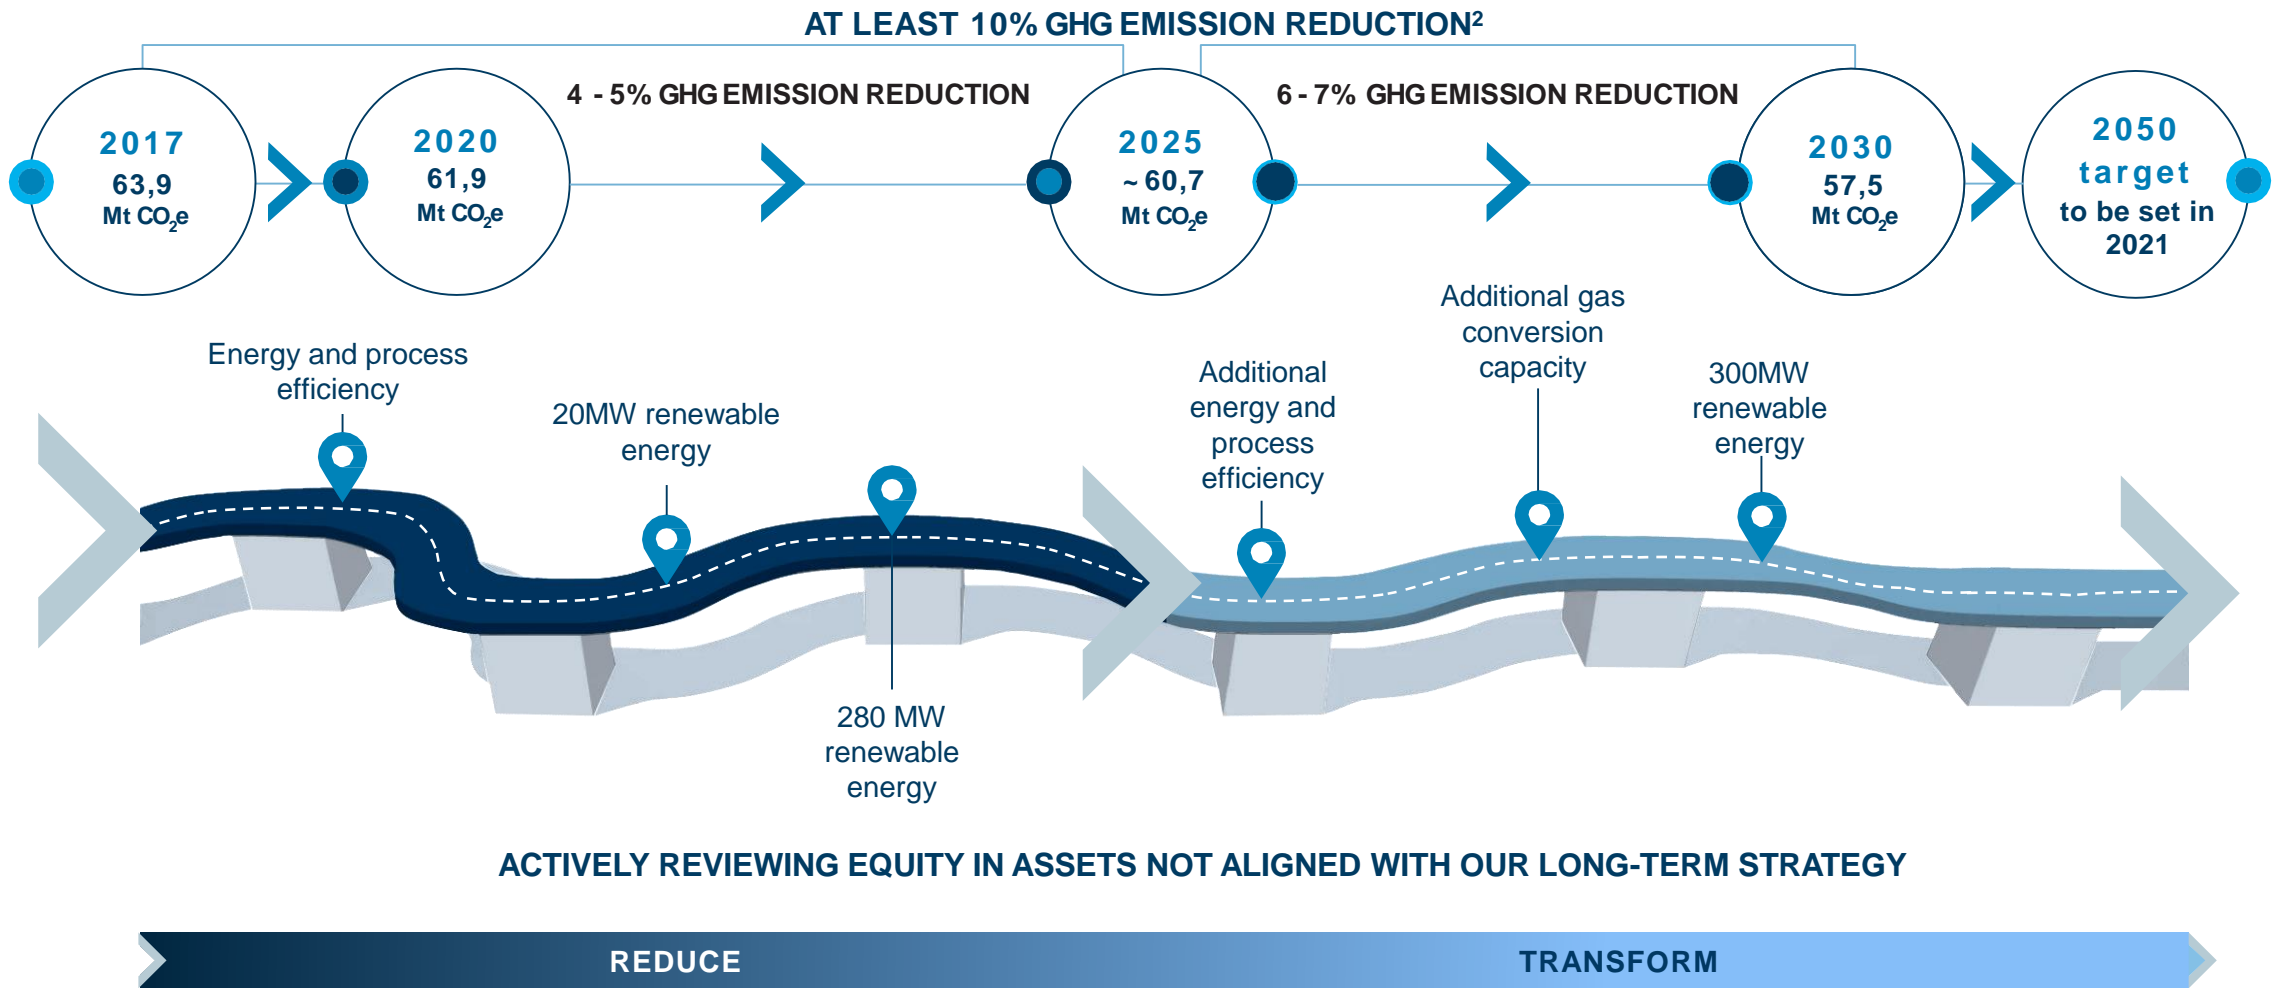 AT LEAST 10% GHG EMISSION REDUCTION²
4 - 5% GHG EMISSION REDUCTION
6 - 7% GHG EMISSION REDUCTION
2017
63,9
Mt CO₂e
2020
61,9
Mt CO₂e
2025
~ 60,7
Mt CO₂e
2030
57,5
Mt CO₂e
2050
target
to be set in
2021
Energy and process
efficiency
20MW renewable
energy
280 MW
renewable
energy
Additional
energy and
process
efficiency
Additional gas
conversion
capacity
300MW
renewable
energy
ACTIVELY REVIEWING EQUITY IN ASSETS NOT ALIGNED WITH OUR LONG-TERM STRATEGY
REDUCE
TRANSFORM